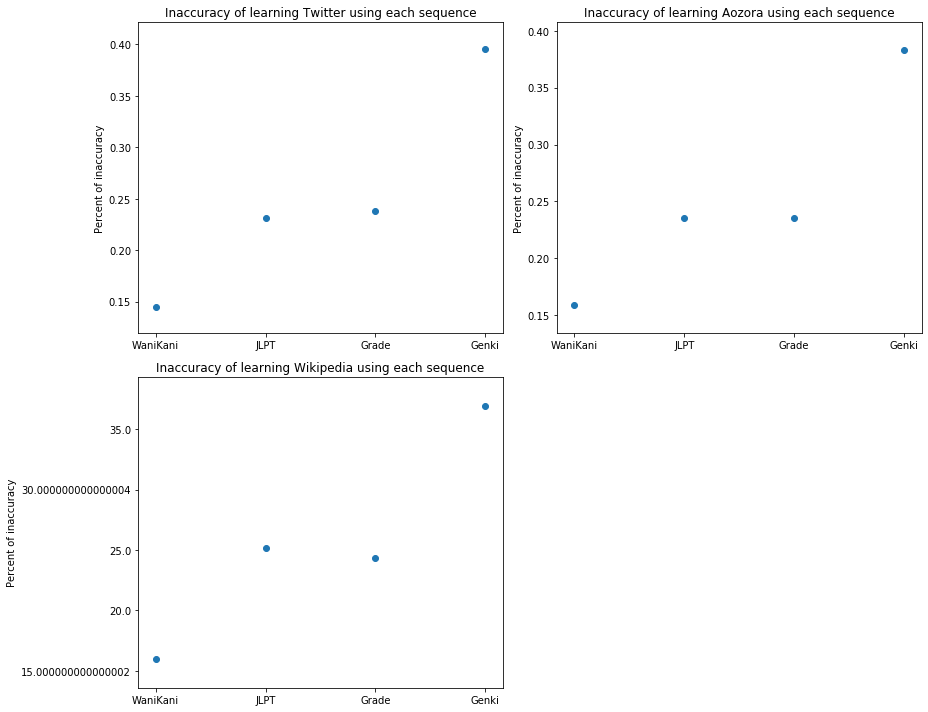 Inaccuracy of learning Twitter using each sequence
Percent of inaccuracy
0.40
0.35
0.30
0.25
0.20
0.15
WaniKani JLPT Grade Genki
Inaccuracy of learning Aozora using each sequence
Percent of inaccuracy
0.40
0.35
0.30
0.25
0.20
0.15
WaniKani JLPT Grade Genki
Inaccuracy of learning Wikipedia using each sequence
Percent of inaccuracy
35.0
30.000000000000004
25.0
20.0
15.000000000000002
WaniKani JLPT Grade Genki